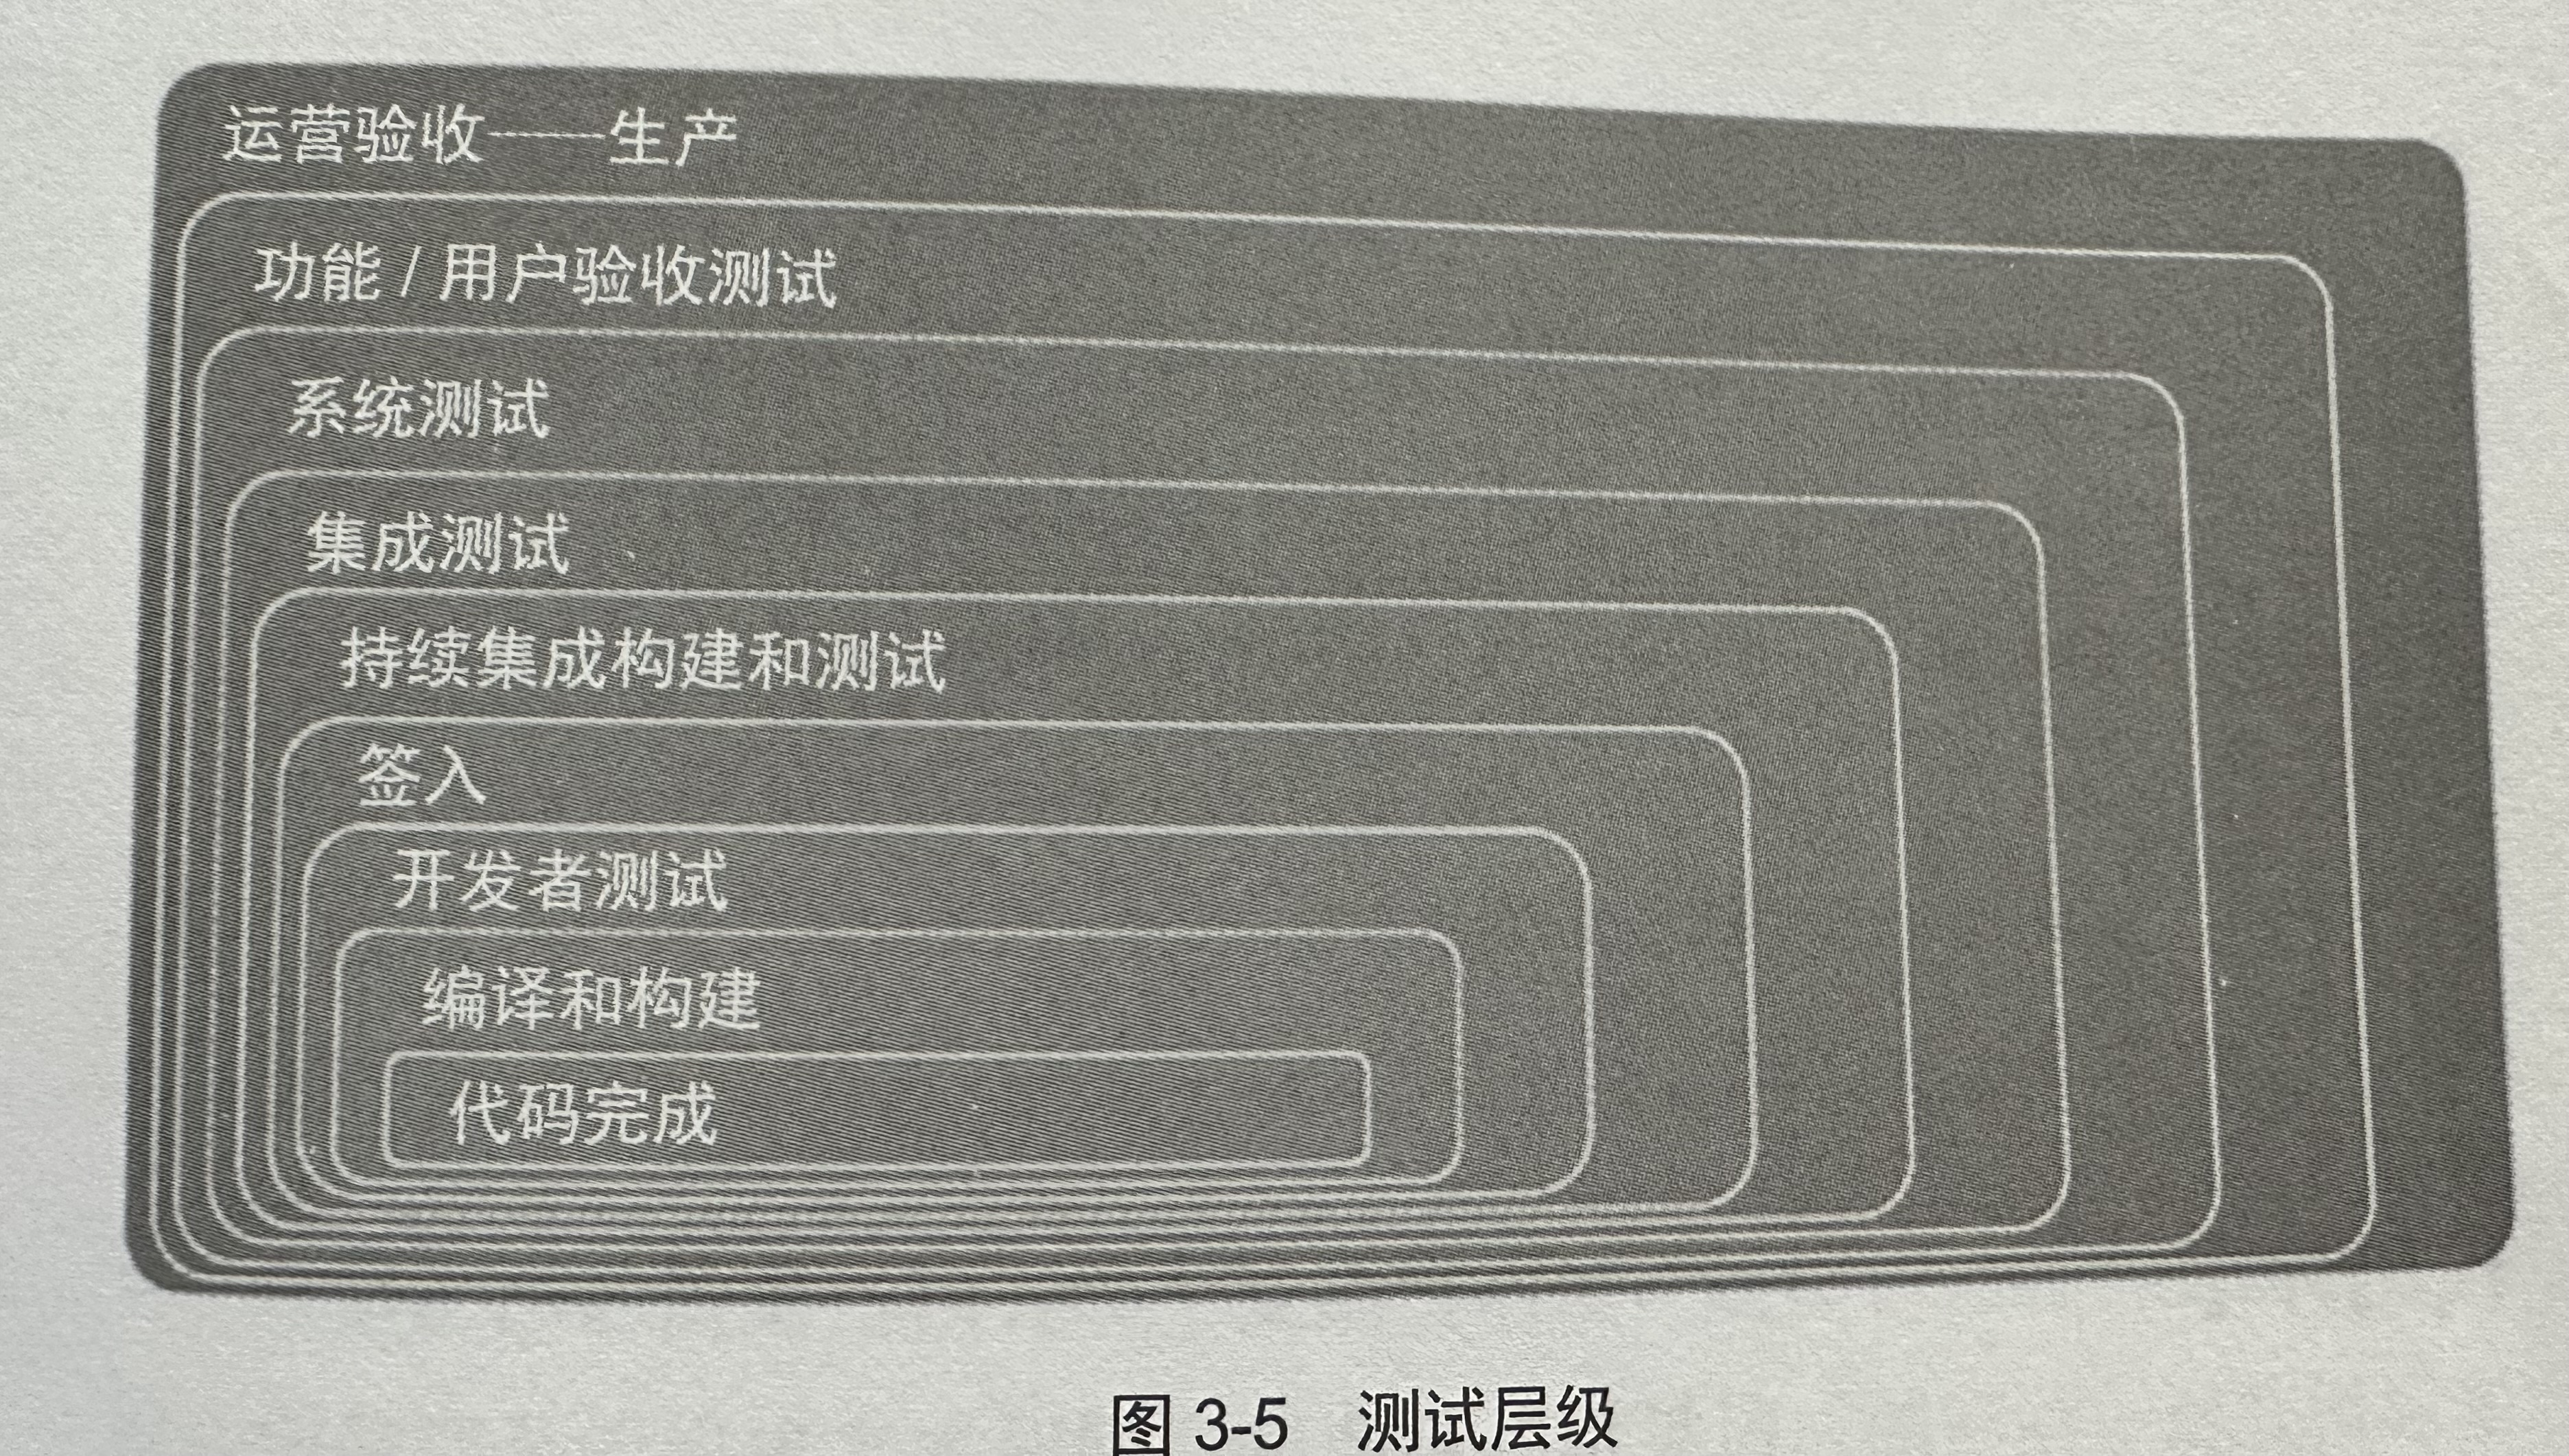 运营验收——生产
功能 / 用户验收测试
系统测试
集成测试
持续集成构建和测试
签入
开发者测试
编译和构建
代码完成
图 3-5 测试层级